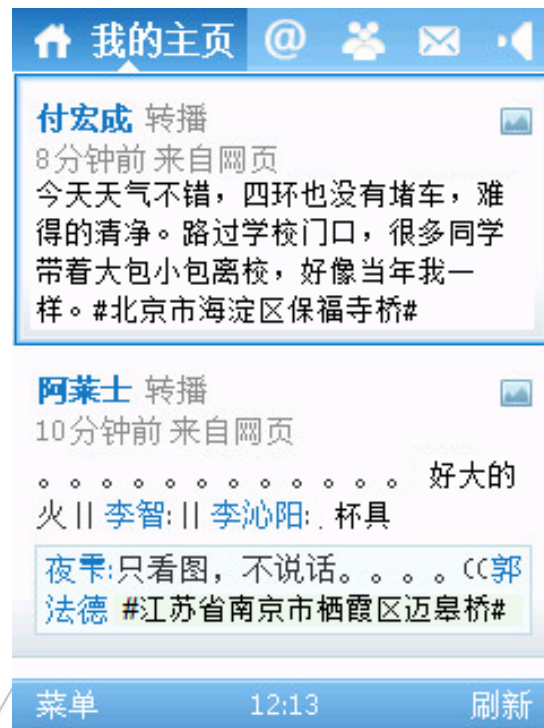 我的主页 @
付宏成 转播
8分钟前 来自网页
今天天气不错，四环也没有堵车，难
得的清净。路过学校门口，很多同学
带着大包小包离校，好像当年我一
样。#北京市海淀区保福寺桥#
阿莱士 转播
10分钟前 来自网页
。。。。。。。。。。。。 好大的
火 || 李智: || 李沁阳: . 杯具
夜雫:只看图，不说话。。。。((郭
法德 #江苏省南京市栖霞区迈皋桥#
菜单 12:13 刷新